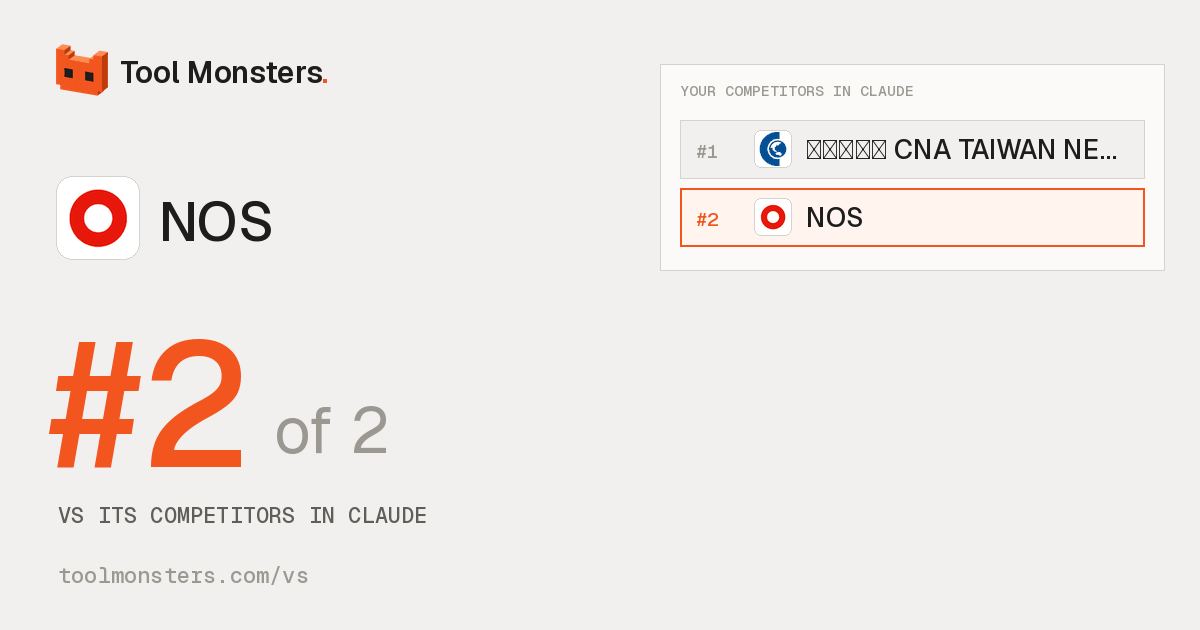 Tool Monsters.
NOS
#2 of 2
VS ITS COMPETITORS IN CLAUDE
toolmonsters.com/vs
YOUR COMPETITORS IN CLAUDE
#1 CNA TAIWAN NE...
#2 NOS